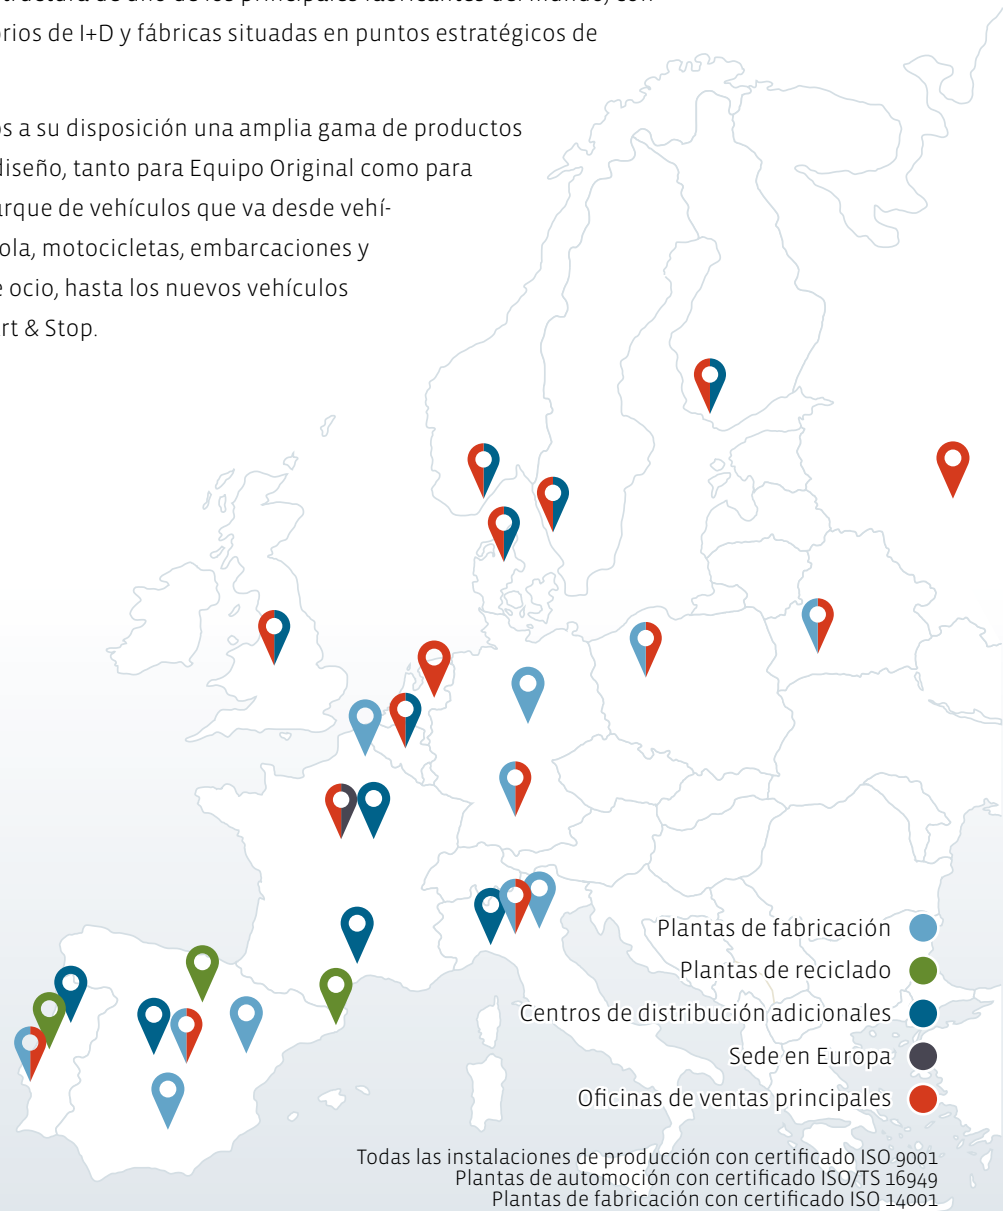 orios de I+D y fábricas situadas en puntos estratégicos de
os a su disposición una amplia gama de productos
diseño, tanto para Equipo Original como para
arque de vehículos que va desde vehí-
ola, motocicletas, embarcaciones y
e ocio, hasta los nuevos vehículos
rt & Stop.
Plantas de fabricación
Plantas de reciclado
Centros de distribución adicionales
Sede en Europa
Oficinas de ventas principales
Todas las instalaciones de producción con certificado ISO 9001
Plantas de automoción con certificado ISO/TS 16949
Plantas de fabricación con certificado ISO 14001